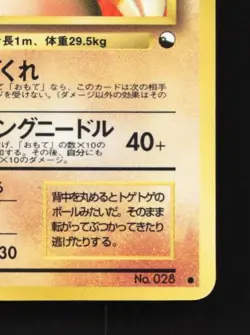 長1m、体重29.5kg
くれ
て「おもて」なら、このカードは次の相手
ジを受けない。(ダメージ以外の効果はその
ングニードル
げ、「おもて」の数×10の
加する。その後、自分にも
×10のダメージ。
40+
背中を丸めるとトゲトゲの
ボールみたいだ。そのまま
転がってぶつかってきたり
逃げたりする。
30
No. 028 ●